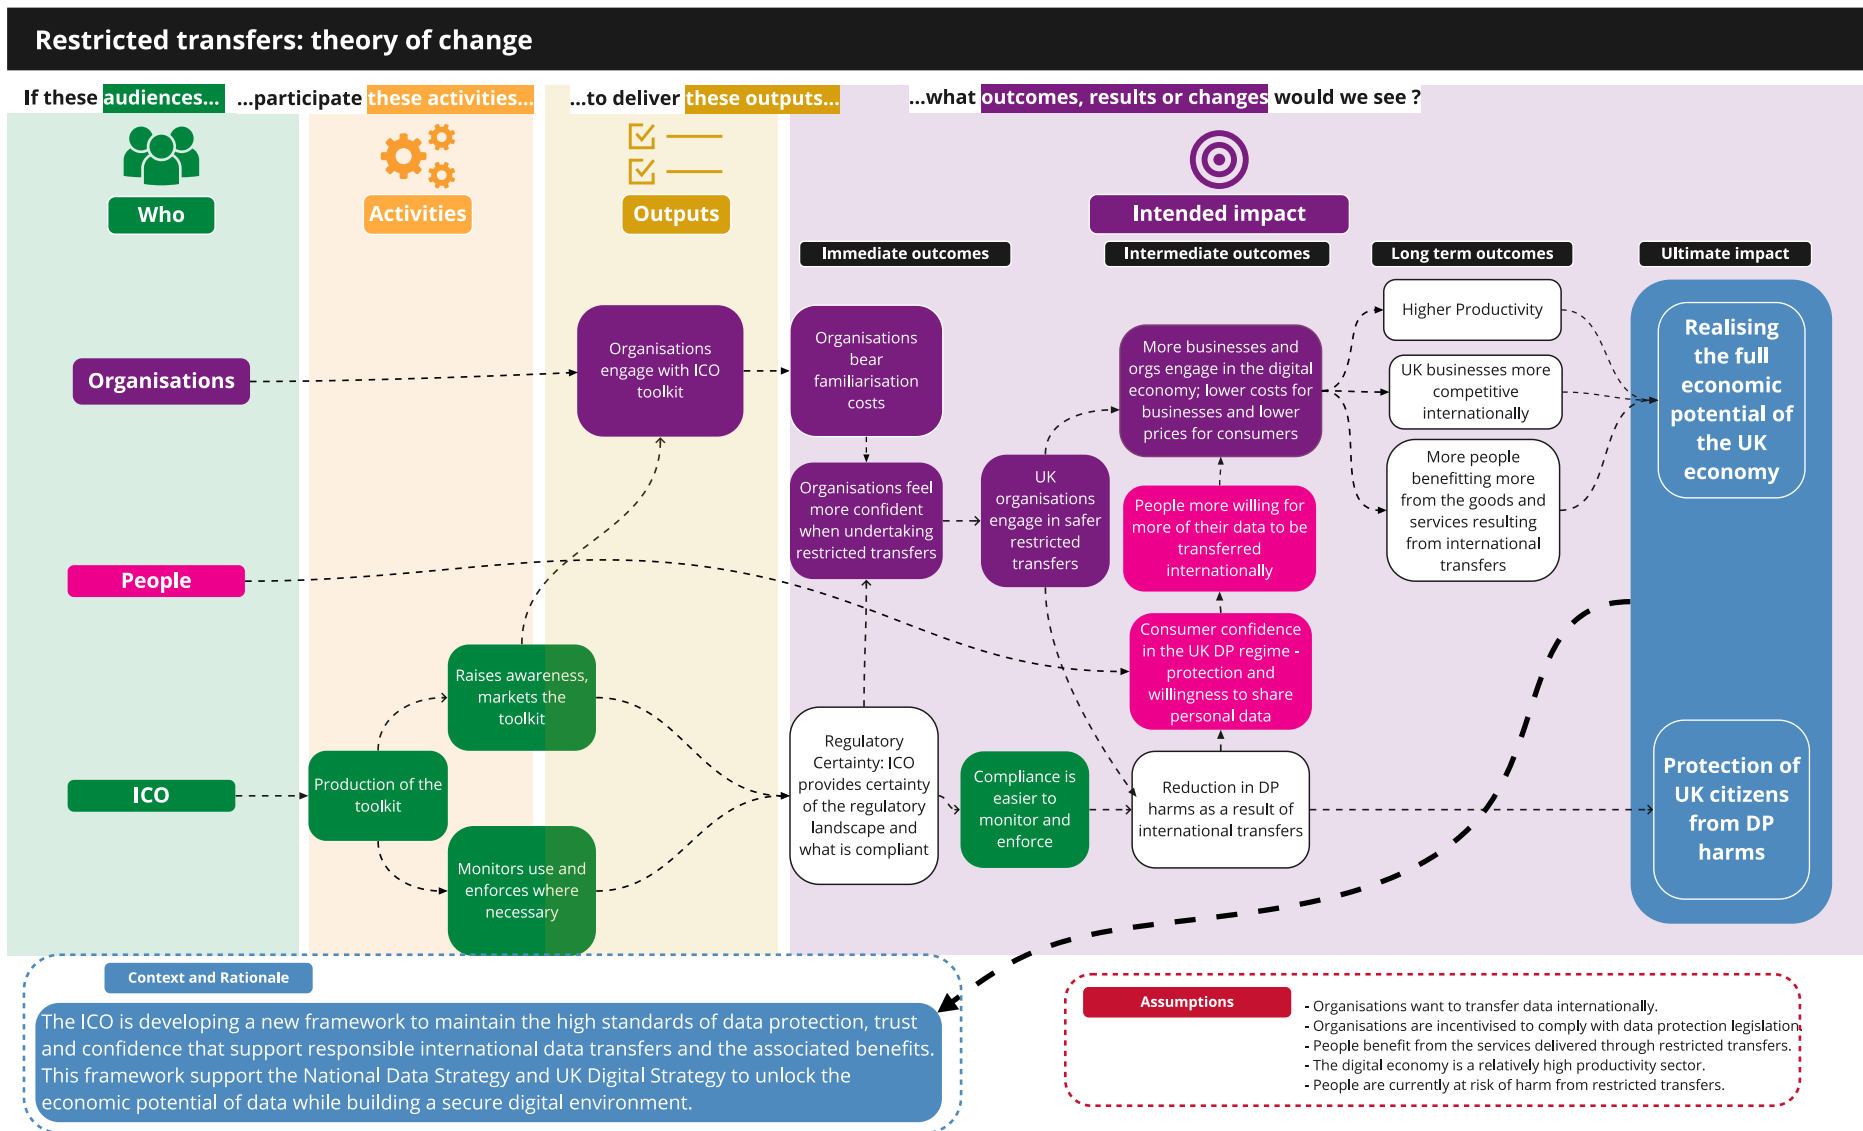 Restricted transfers: theory of change
If these audiences...
...participate these activities...
...to deliver these outputs...
...what outcomes, results or changes would we see ?
Who
Activities
Outputs
Intended impact
Immediate outcomes
Intermediate outcomes
Long term outcomes
Ultimate impact
Organisations
People
ICO
Production of the
toolkit
Raises awareness,
markets the
toolkit
Monitors use and
enforces where
necessary
Organisations
engage with ICO
toolkit
Organisations
bear
familiarisation
costs
Organisations feel
more confident
when undertaking
restricted transfers
Regulatory
Certainty: ICO
provides certainty
of the regulatory
landscape and
what is compliant
UK
organisations
engage in safer
restricted
transfers
Compliance is
easier to
monitor and
enforce
More businesses and
orgs engage in the digital
economy; lower costs for
businesses and lower
prices for consumers
People more willing for
more of their data to be
transferred
internationally
Consumer confidence
in the UK DP regime -
protection and
willingness to share
personal data
Reduction in DP
harms as a result of
international transfers
Higher Productivity
UK businesses more
competitive
internationally
More people
benefitting more
from the goods and
services resulting
from international
transfers
Realising
the full
economic
potential of
the UK
economy
Protection of
UK citizens
from DP
harms
Context and Rationale
The ICO is developing a new framework to maintain the high standards of data protection, trust
and confidence that support responsible international data transfers and the associated benefits.
This framework support the National Data Strategy and UK Digital Strategy to unlock the
economic potential of data while building a secure digital environment.
Assumptions
- Organisations want to transfer data internationally.
- Organisations are incentivised to comply with data protection legislation.
- People benefit from the services delivered through restricted transfers.
- The digital economy is a relatively high productivity sector.
- People are currently at risk of harm from restricted transfers.